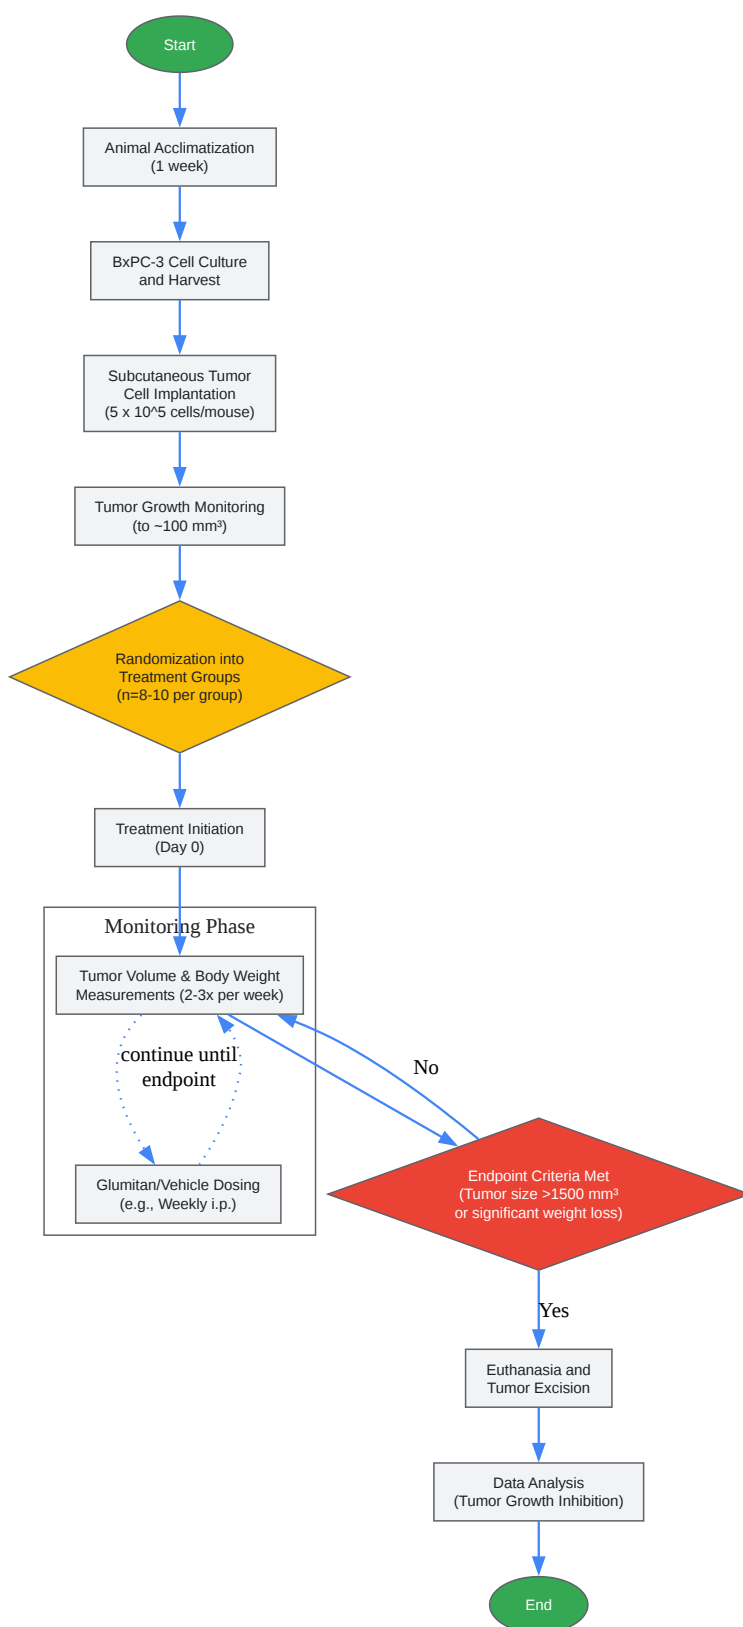 Start
Animal Acclimatization
(1 week)
BxPC-3 Cell Culture
and Harvest
Subcutaneous Tumor
Cell Implantation
(5 x 10^5 cells/mouse)
Tumor Growth Monitoring
(to ~100 mm³)
Randomization into
Treatment Groups
(n=8-10 per group)
Treatment Initiation
(Day 0)
Monitoring Phase
Tumor Volume & Body Weight
Measurements (2-3x per week)
continue until
endpoint
No
Glumitan/Vehicle Dosing
(e.g., Weekly i.p.)
Endpoint Criteria Met
(Tumor size >1500 mm³
or significant weight loss)
Yes
Euthanasia and
Tumor Excision
Data Analysis
(Tumor Growth Inhibition)
End